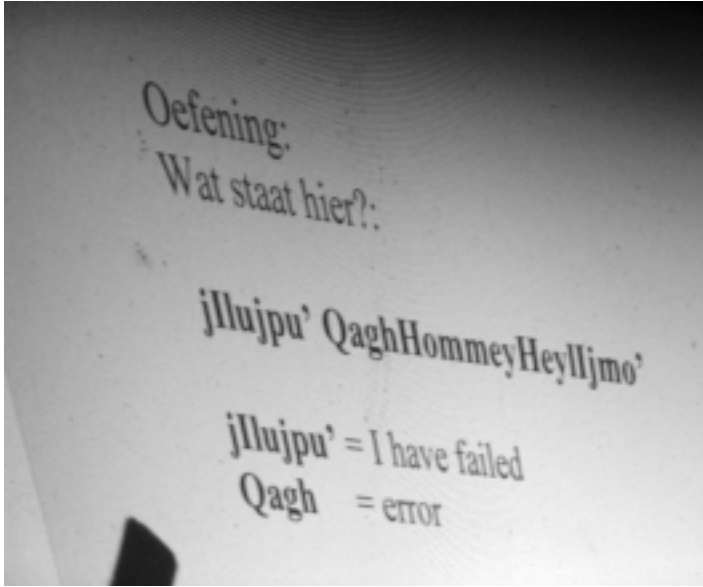 Oefening:
Wat staat hier?:
jIlujpu’ QaghHommeyHeylIjmo’
jIlujpu’ = I have failed
Qagh = error